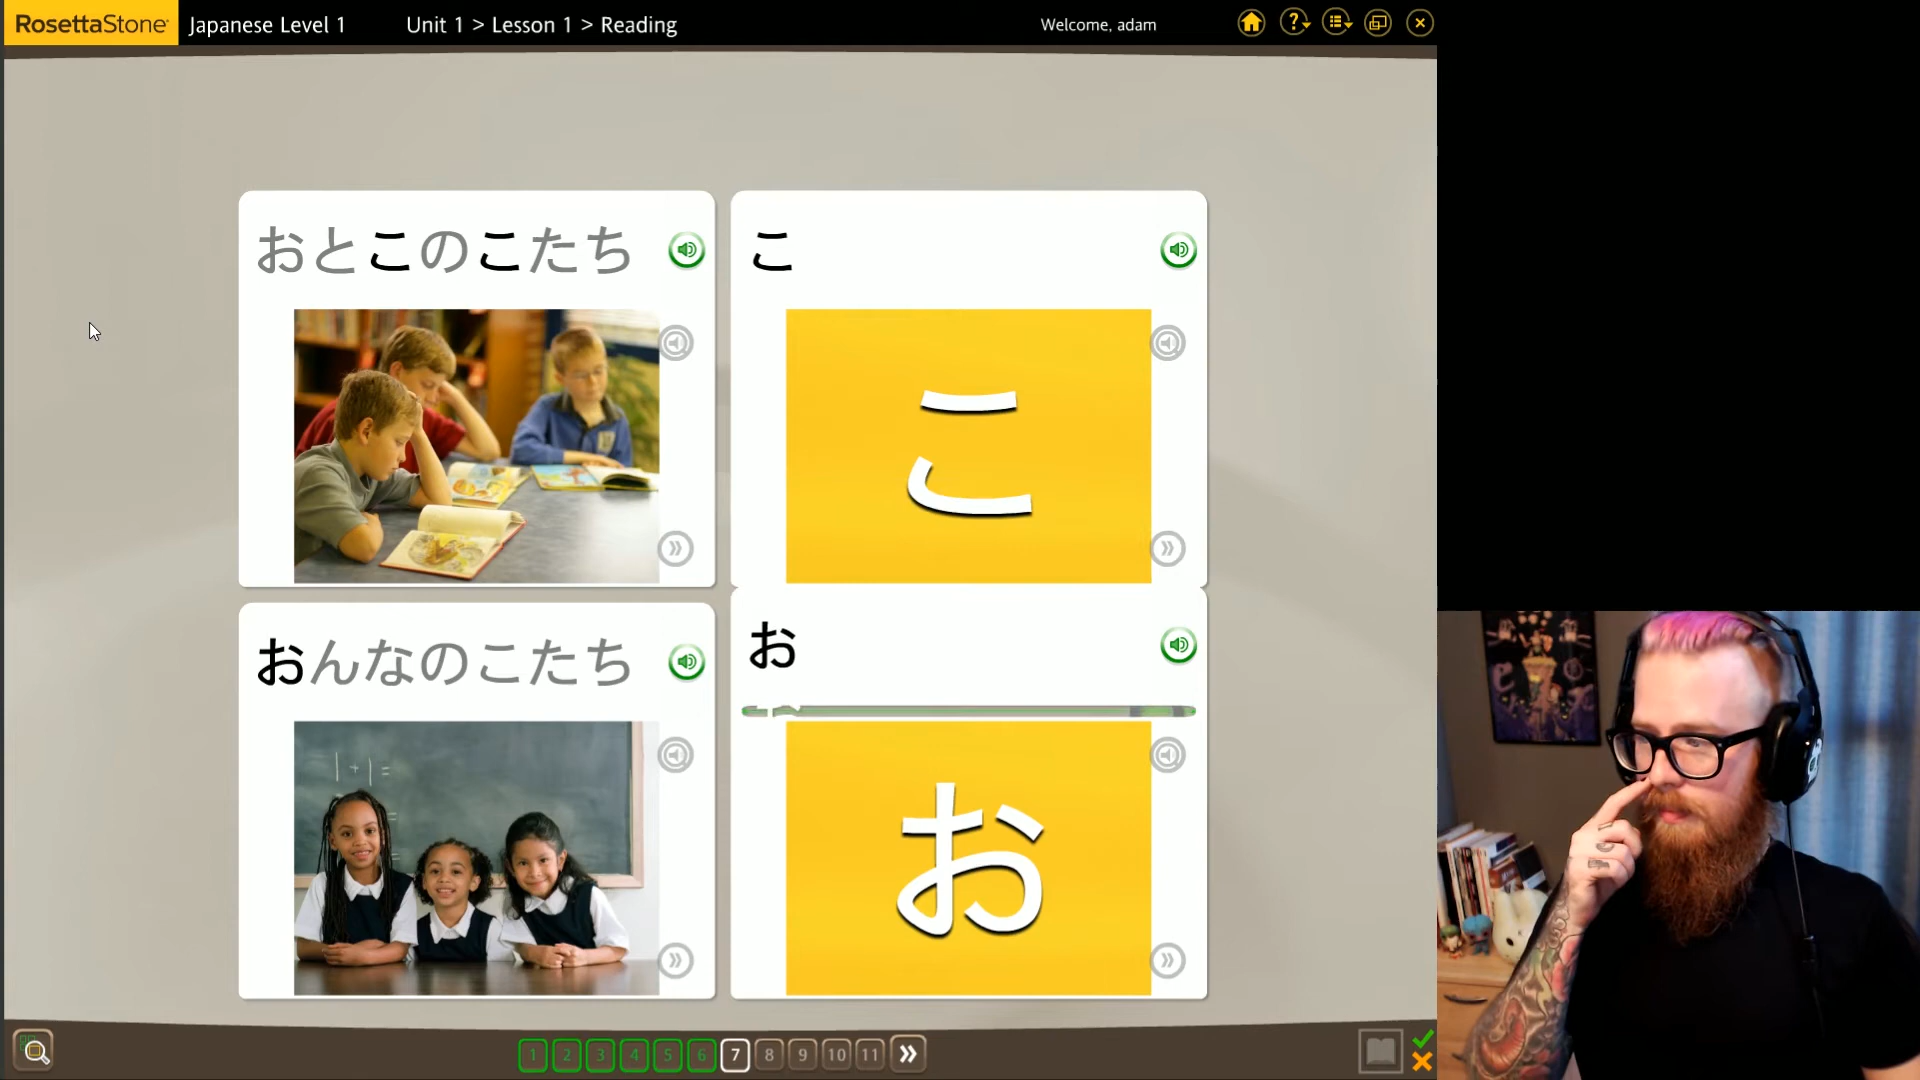 RosettaStone Japanese Level 1 Unit 1 > Lesson 1 > Reading Welcome, adam
おとこのこたち
こ
こ
おんなのこたち
お
1+1=
お
1 2 3 4 5 6 7 8 9 10 11